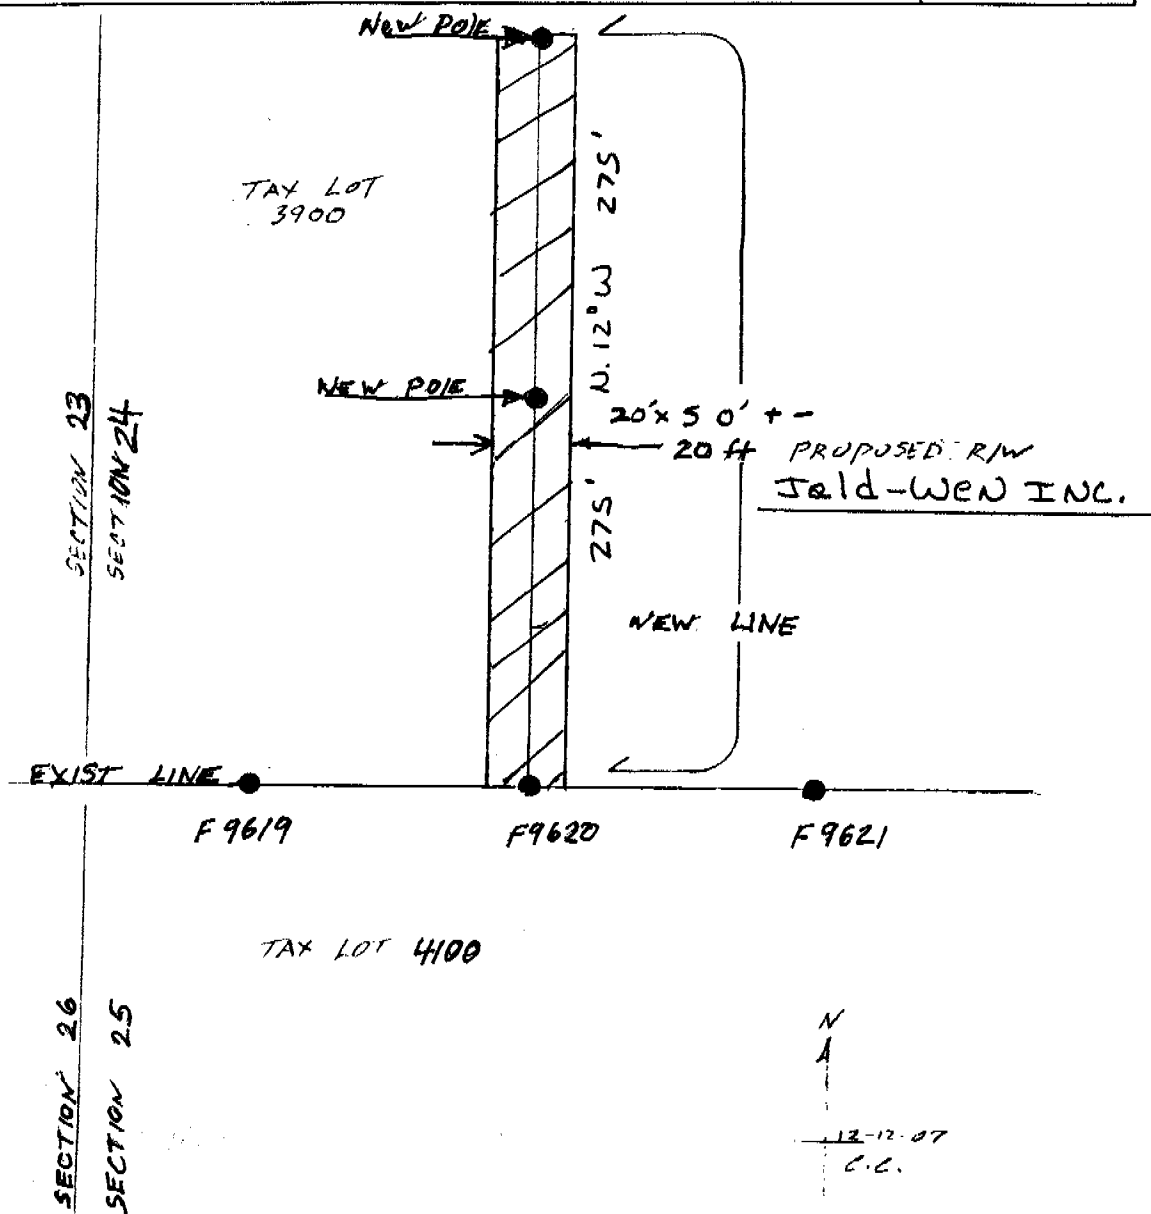 New POlE
TAX LOT
3900
275'
N. 12° W
NEW POlE
20' x 5 0' + -
20 ft PROPOSED R/W
Jeld-WeN INC.
SECTION 23
SECTION 24
275'
NEW LINE
EXIST LINE
F9619
F9620
F9621
TAX LOT 4100
SECTION 26
SECTION 25
N
12-12-07
C.C.